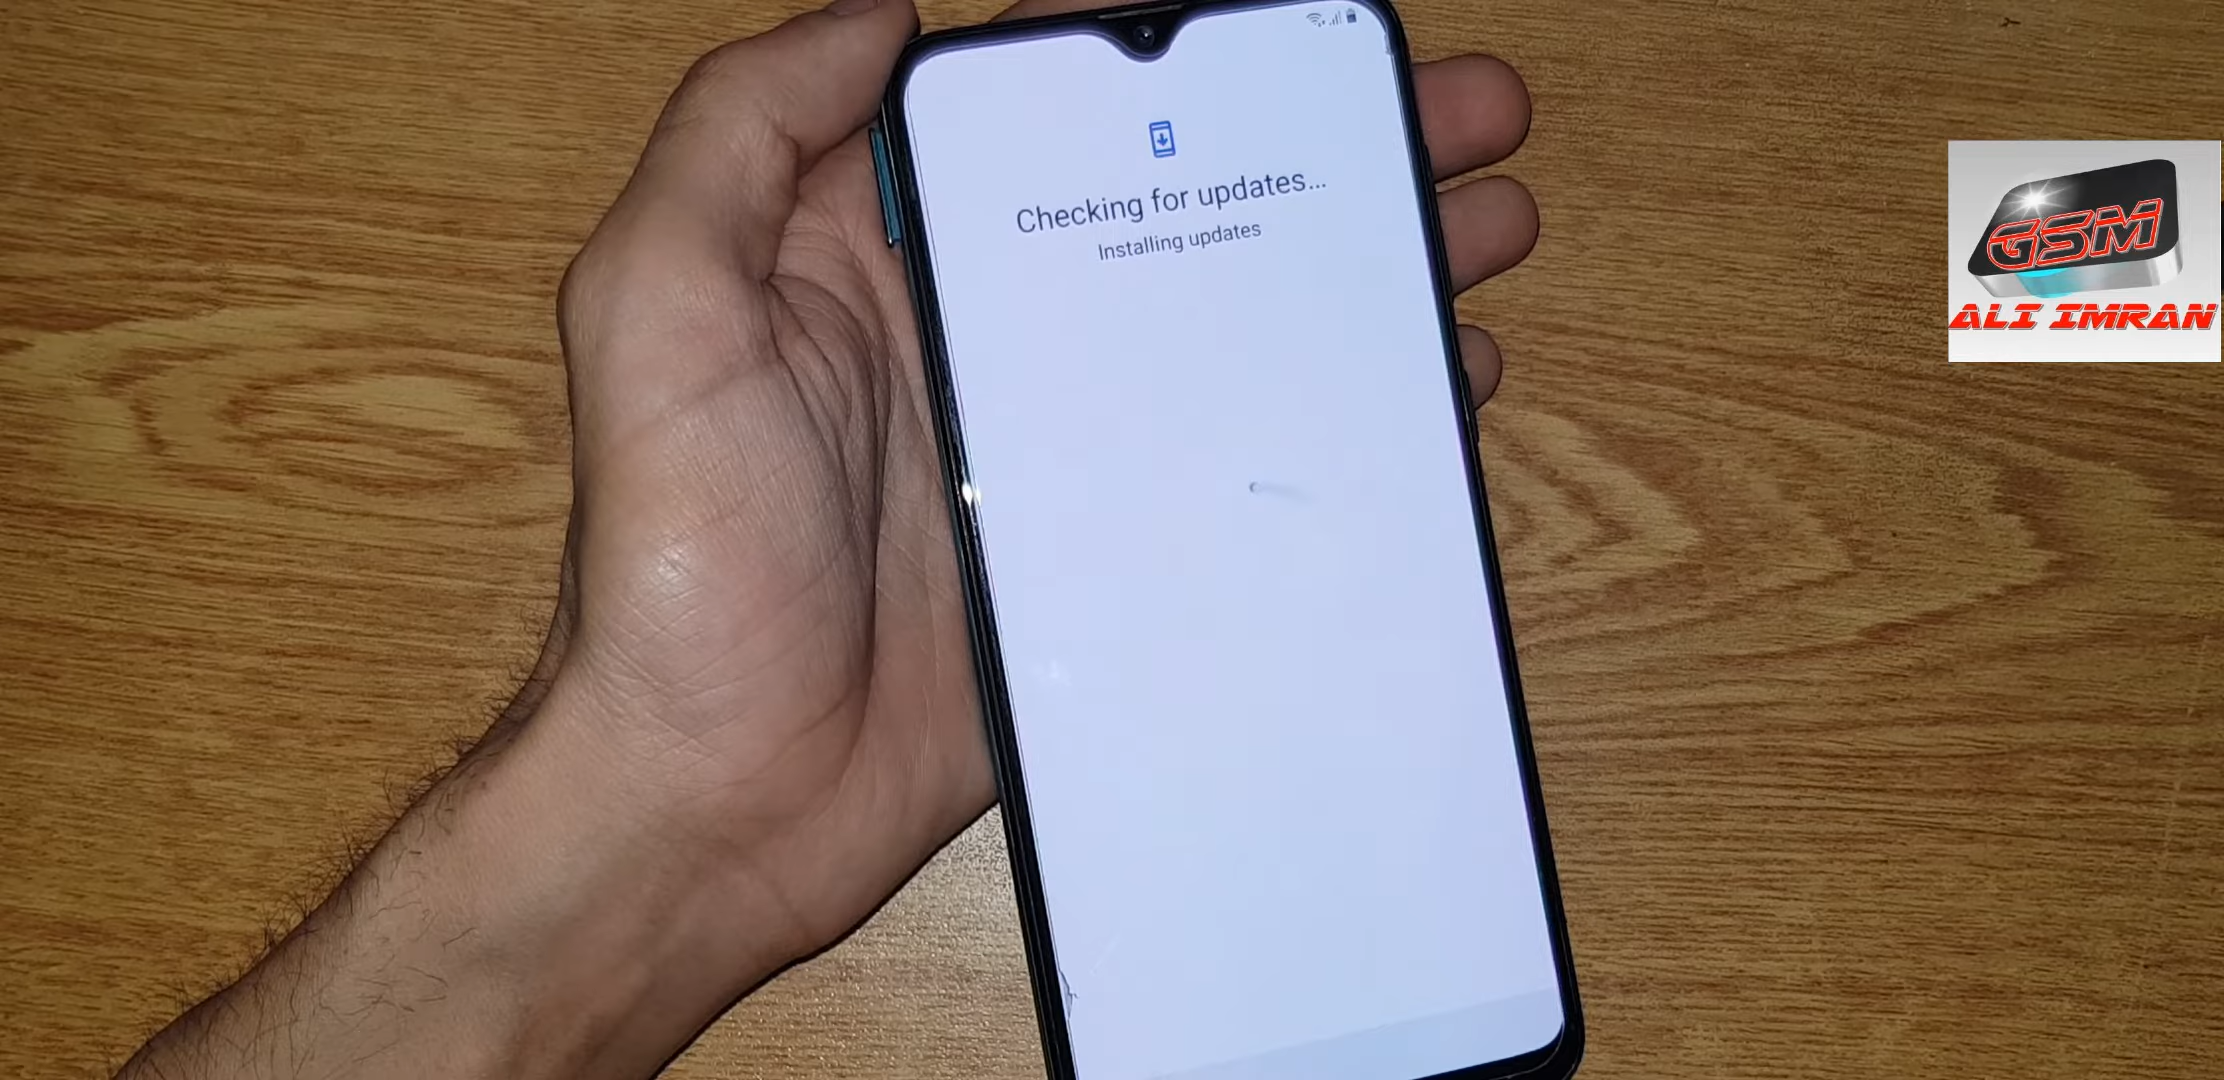 Checking for updates...
Installing updates
GSM
ALI IMRAN